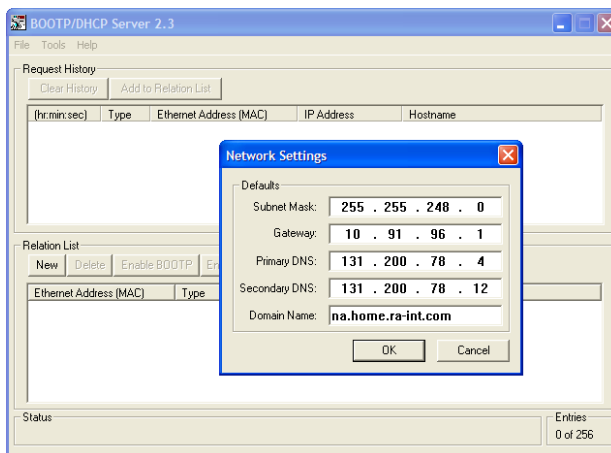 BOOTP/DHCP Server 2.3
File Tools Help
Request History
Clear History Add to Relation List
(hr:min:sec) Type Ethernet Address (MAC) IP Address Hostname
Network Settings
Defaults
Subnet Mask: 255 . 255 . 248 . 0
Gateway: 10 . 91 . 96 . 1
Primary DNS: 131 . 200 . 78 . 4
Secondary DNS: 131 . 200 . 78 . 12
Domain Name: na.home.ra-int.com
OK Cancel
Relation List
New Delete Enable BOOTP
Ethernet Address (MAC) Type
Status
Entries
0 of 256